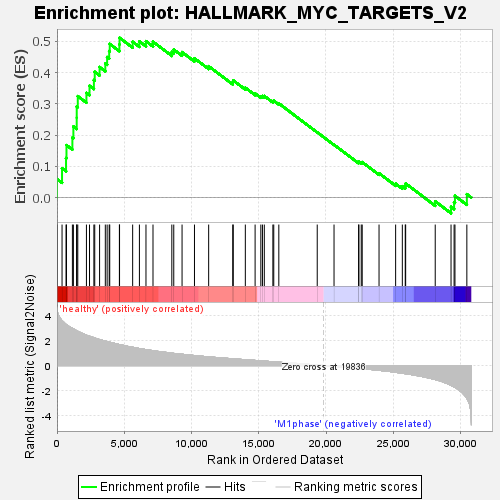 Enrichment plot: HALLMARK_MYC_TARGETS_V2
Enrichment score (ES)
0.5
0.4
0.3
0.2
0.1
0.0
'healthy' (positively correlated)
Ranked list metric (Signal2Noise)
4
2
0
-2
-4
Zero cross at 19836
'M1phase' (negatively correlated)
0 5,000 10,000 15,000 20,000 25,000 30,000
Rank in Ordered Dataset
Enrichment profile Hits Ranking metric scores